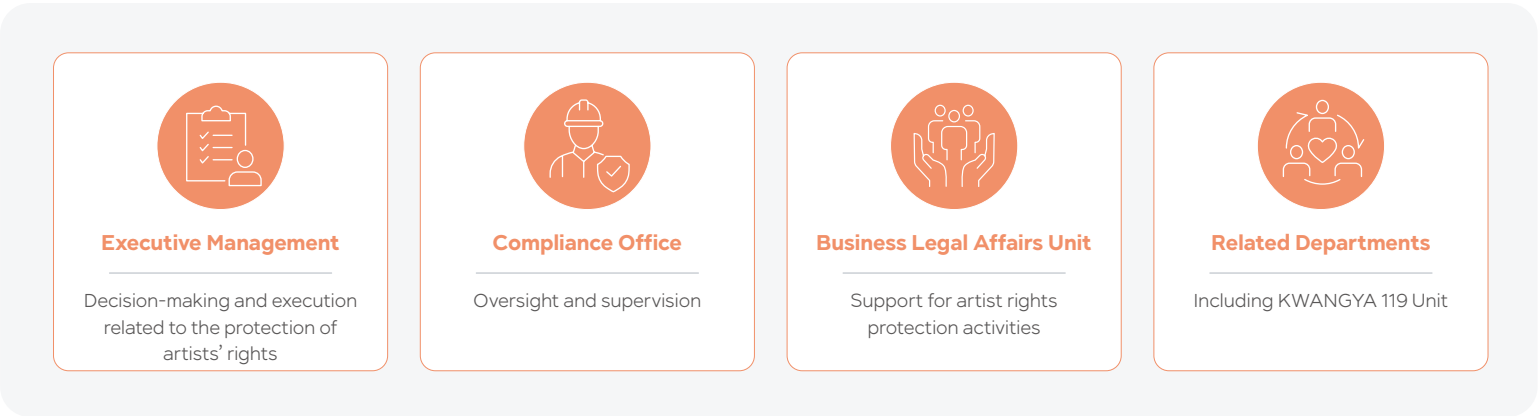 Executive Management
Decision-making and execution
related to the protection of
artists’ rights
Compliance Office
Oversight and supervision
Business Legal Affairs Unit
Support for artist rights
protection activities
Related Departments
Including KWANGYA 119 Unit